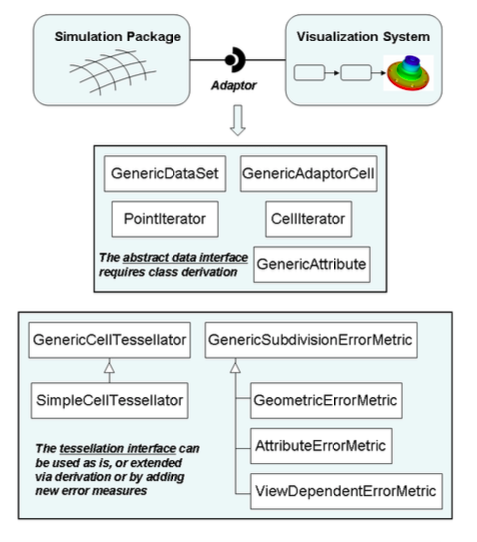 Simulation Package
Visualization System
Adaptor
GenericDataSet
GenericAdaptorCell
PointIterator
CellIterator
The abstract data interface
requires class derivation
GenericAttribute
GenericCellTessellator
GenericSubdivisionErrorMetric
SimpleCellTessellator
GeometricErrorMetric
AttributeErrorMetric
The tessellation interface can
be used as is, or extended
via derivation or by adding
new error measures
ViewDependentErrorMetric